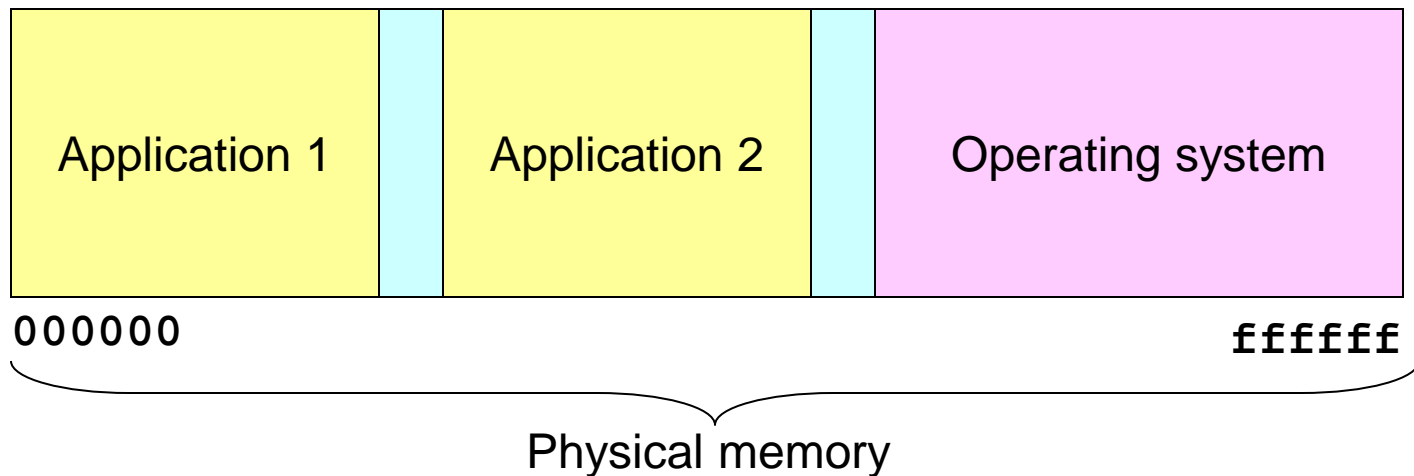 Application 1
Application 2
Operating system
000000
ffffff
Physical memory